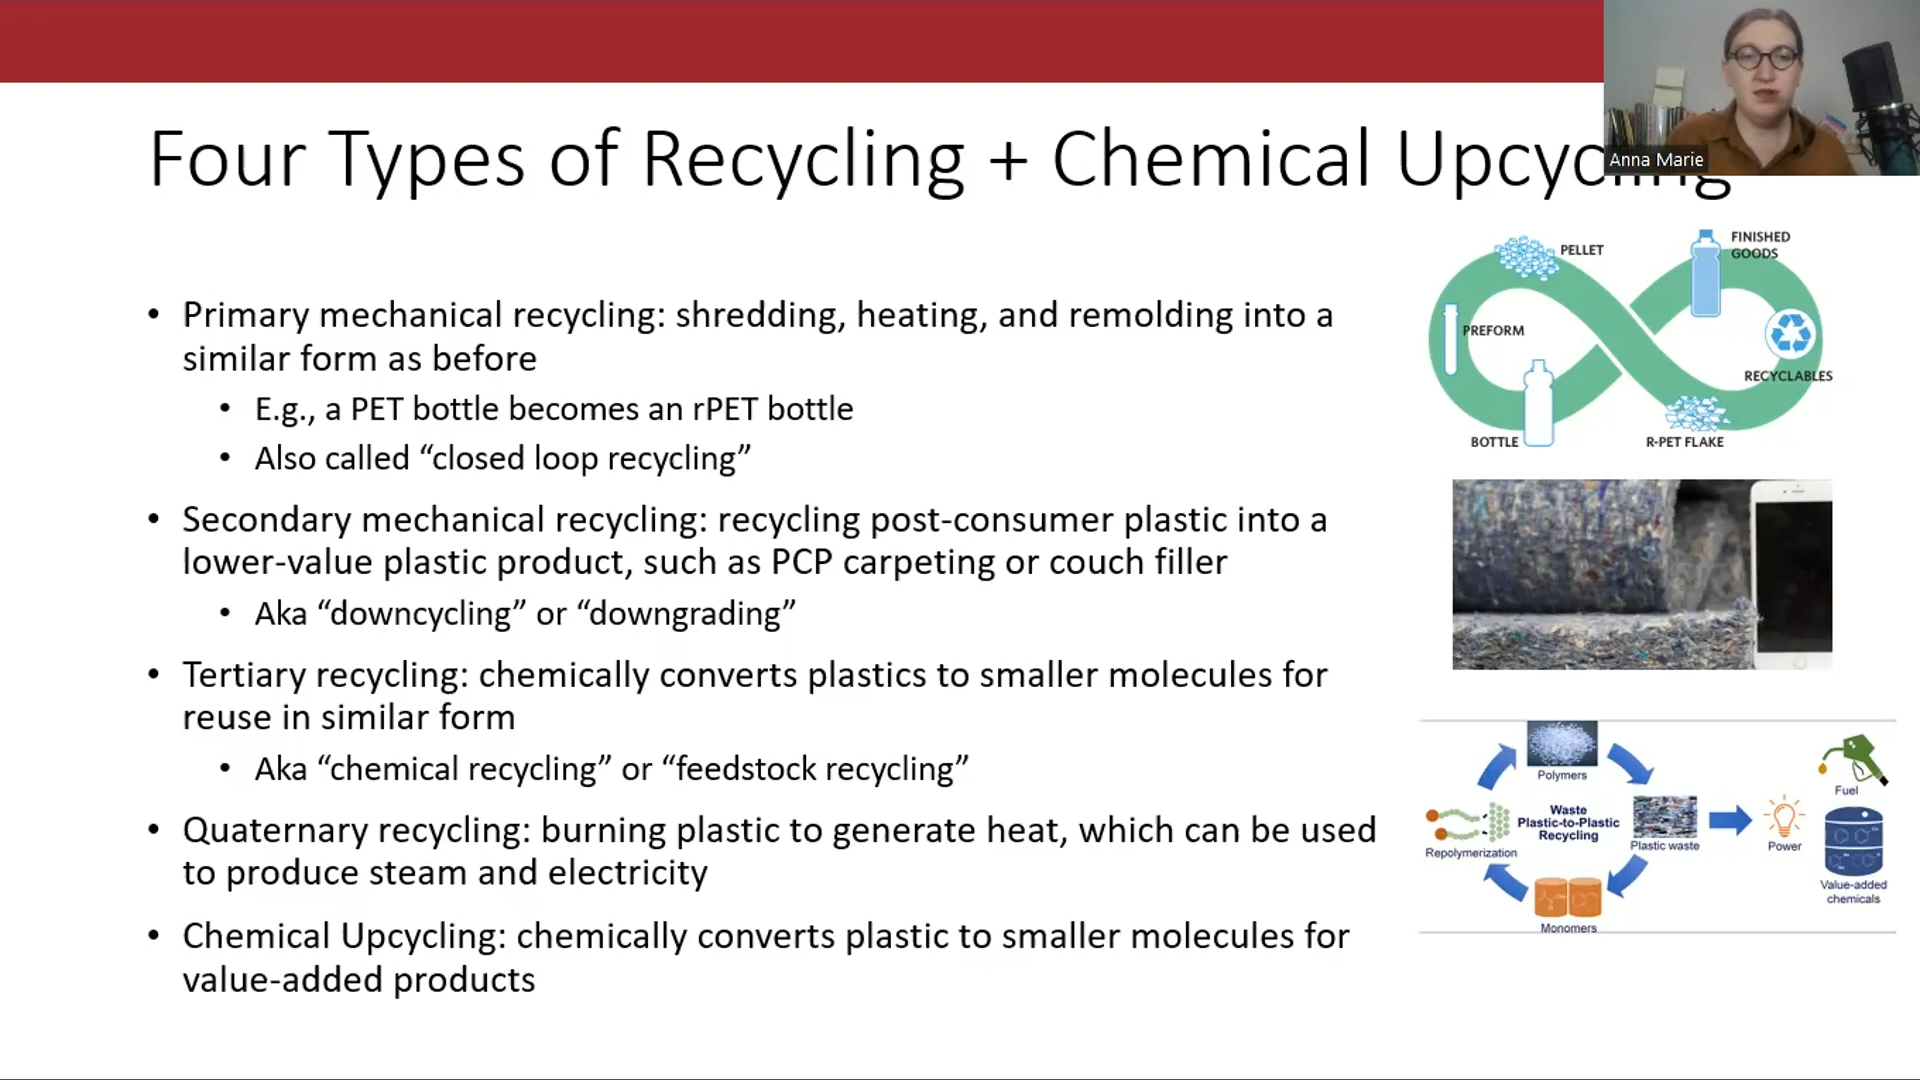 Anna Marie
Four Types of Recycling + Chemical Upcycling
• Primary mechanical recycling: shredding, heating, and remolding into a
similar form as before
• E.g., a PET bottle becomes an rPET bottle
• Also called “closed loop recycling”
• Secondary mechanical recycling: recycling post-consumer plastic into a
lower-value plastic product, such as PCP carpeting or couch filler
• Aka “downcycling” or “downgrading”
• Tertiary recycling: chemically converts plastics to smaller molecules for
reuse in similar form
• Aka “chemical recycling” or “feedstock recycling”
• Quaternary recycling: burning plastic to generate heat, which can be used
to produce steam and electricity
• Chemical Upcycling: chemically converts plastic to smaller molecules for
value-added products
PELLET
FINISHED
GOODS
PREFORM
RECYCLABLES
BOTTLE
R-PET FLAKE
Polymers
Fuel
Waste
Plastic-to-Plastic
Recycling
Repolymerization
Plastic waste
Power
Value-added
chemicals
Monomers